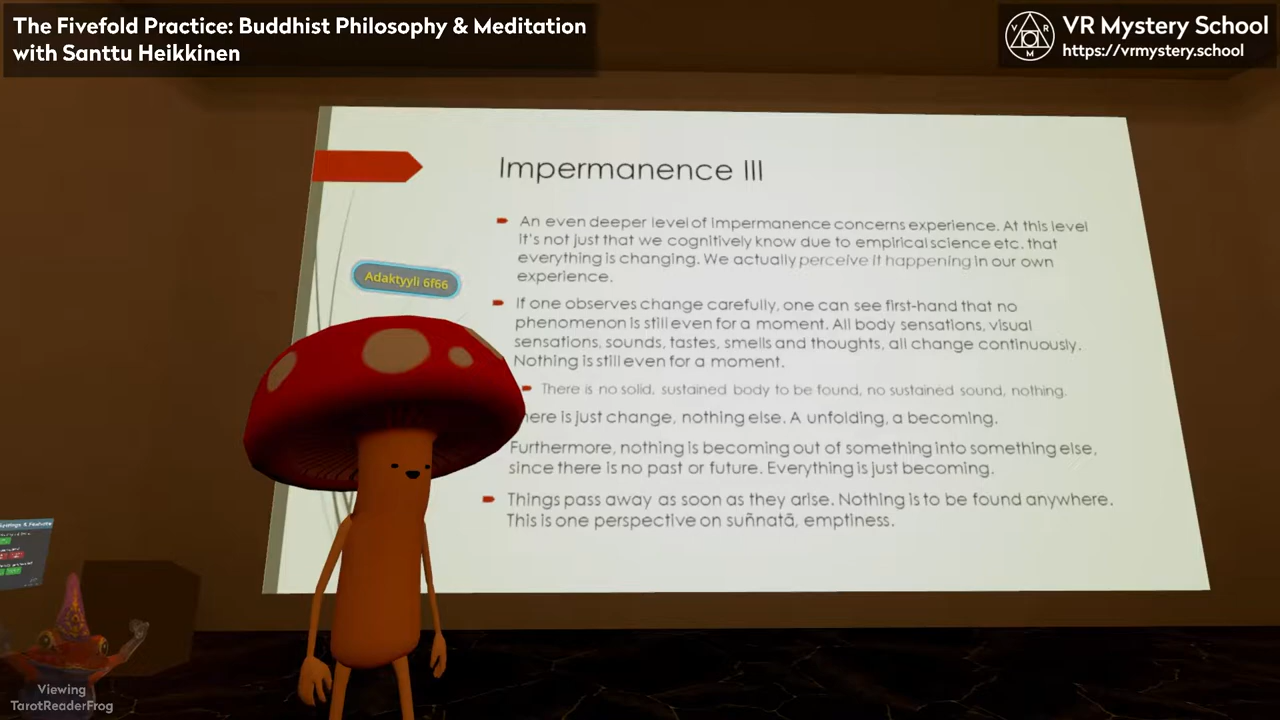 The Fivefold Practice: Buddhist Philosophy & Meditation
with Santtu Heikkinen
VR Mystery School
https://vrmystery.school
V R
M
Impermanence III
An even deeper level of impermanence concerns experience. At this level
it's not just that we cognitively know due to empirical science etc. that
everything is changing. We actually perceive it happening in our own
experience.
Adaktyyli 6f66
If one observes change carefully, one can see first-hand that no
phenomenon is still even for a moment. All body sensations, visual
sensations, sounds, tastes, smells and thoughts, all change continuously.
Nothing is still even for a moment.
There is no solid, sustained body to be found, no sustained sound, nothing.
here is just change, nothing else. A unfolding, a becoming.
Furthermore, nothing is becoming out of something into something else,
since there is no past or future. Everything is just becoming.
Things pass away as soon as they arise. Nothing is to be found anywhere.
This is one perspective on suñnatā, emptiness.
Viewing
TarotReaderFrog